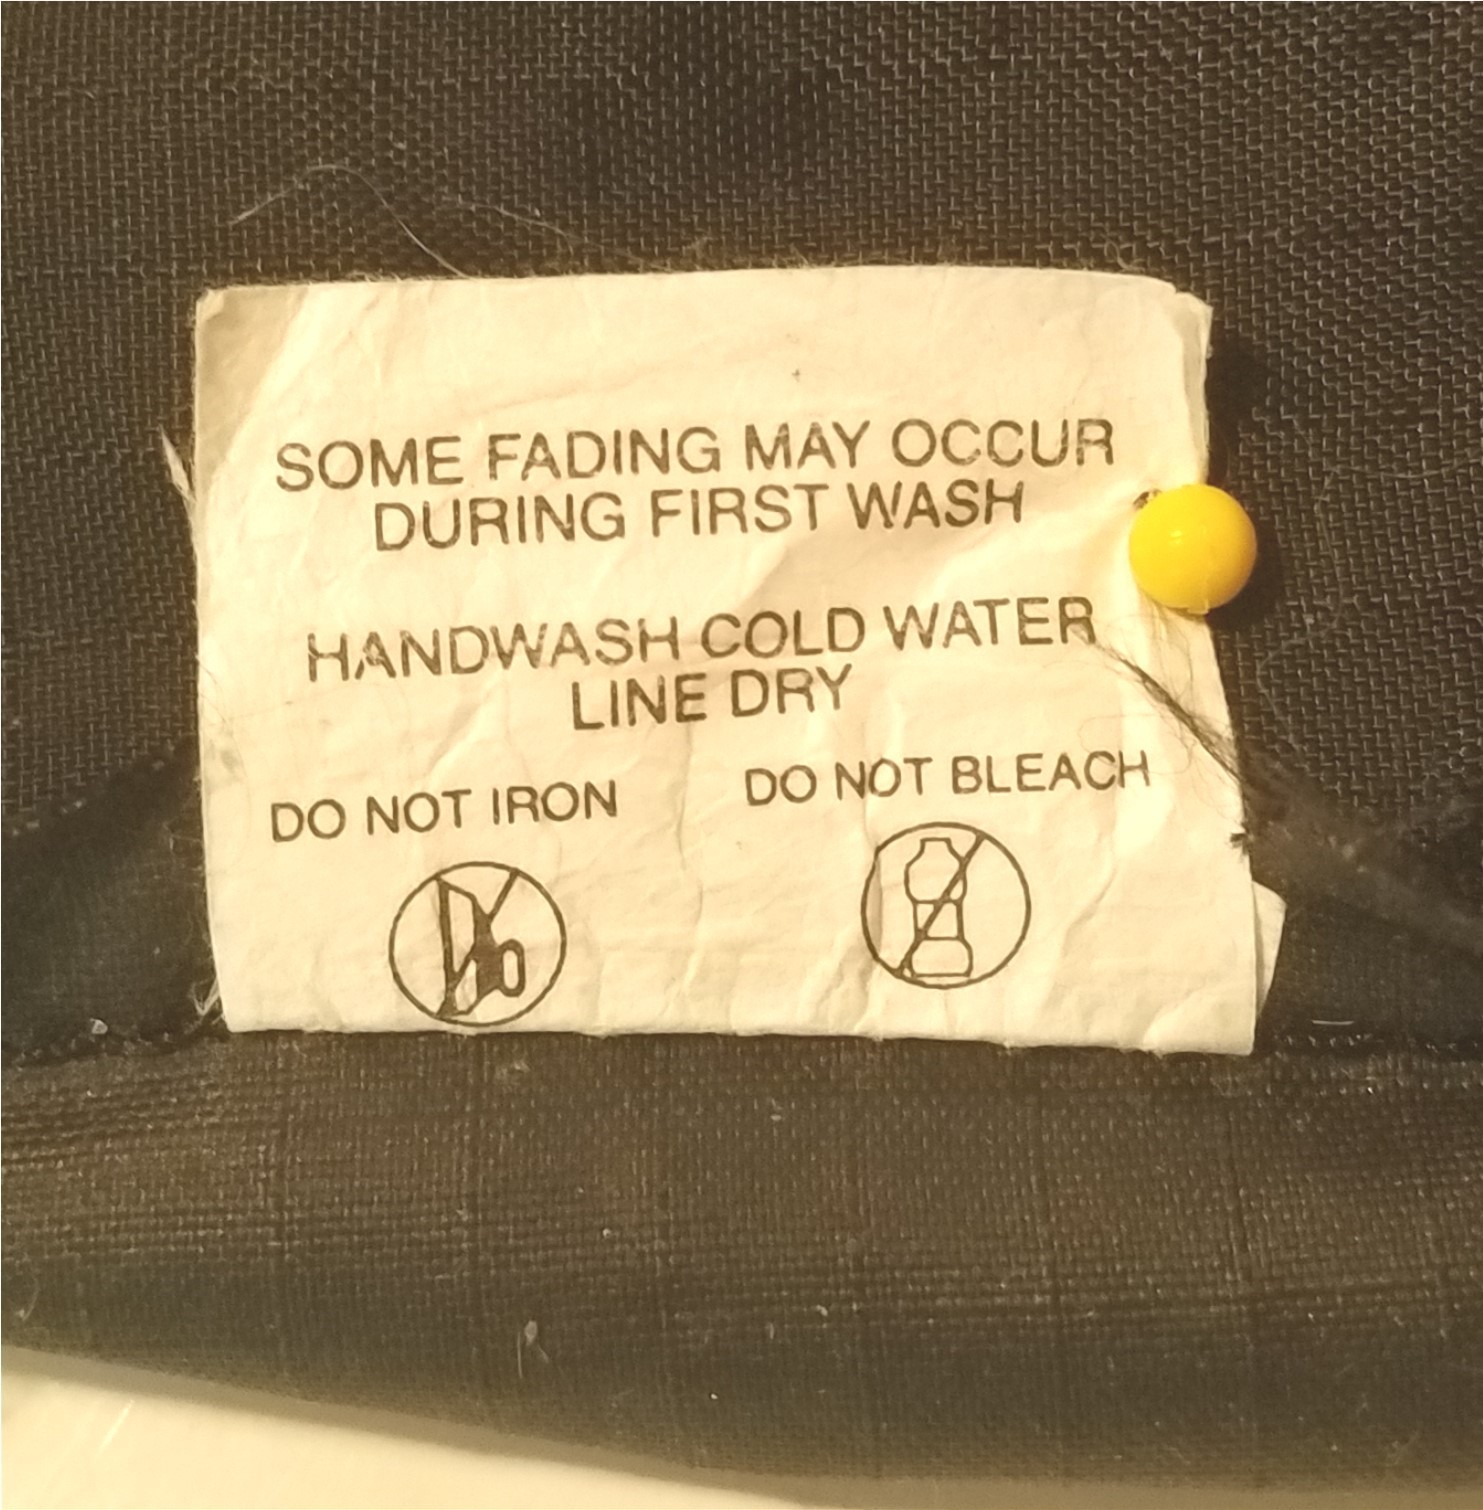 SOME FADING MAY OCCUR
DURING FIRST WASH
HANDWASH COLD WATER
LINE DRY
DO NOT IRON
DO NOT BLEACH